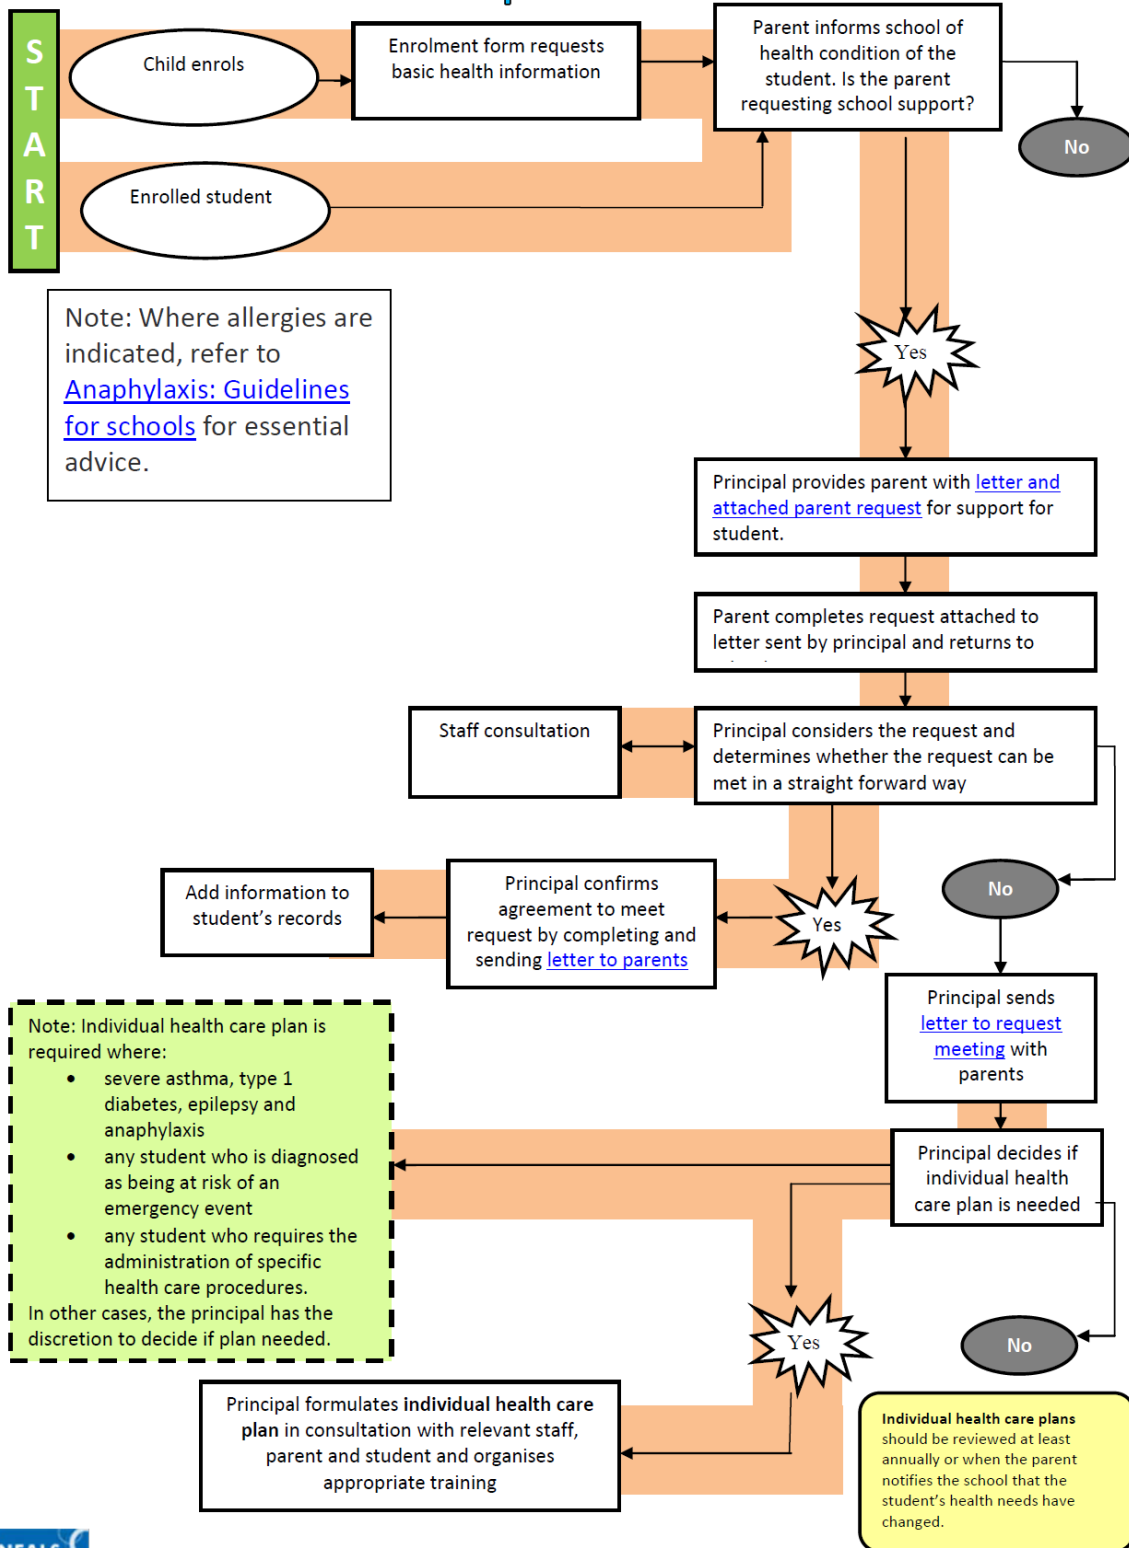 START
Child enrols
Enrolment form requests
basic health information
Parent informs school of
health condition of the
student. Is the parent
requesting school support?
No
Enrolled student
Note: Where allergies are
indicated, refer to
Anaphylaxis: Guidelines
for schools for essential
advice.
Yes
Principal provides parent with letter and
attached parent request for support for
student.
Parent completes request attached to
letter sent by principal and returns to
Staff consultation
Principal considers the request and
determines whether the request can be
met in a straight forward way
Add information to
student’s records
Principal confirms
agreement to meet
request by completing and
sending letter to parents
Yes
No
Principal sends
letter to request
meeting with
parents
Note: Individual health care plan is
required where:
• severe asthma, type 1
diabetes, epilepsy and
anaphylaxis
• any student who is diagnosed
as being at risk of an
emergency event
• any student who requires the
administration of specific
health care procedures.
In other cases, the principal has the
discretion to decide if plan needed.
Principal decides if
individual health
care plan is needed
Yes
No
Principal formulates individual health care
plan in consultation with relevant staff,
parent and student and organises
appropriate training
Individual health care plans
should be reviewed at least
annually or when the parent
notifies the school that the
student’s health needs have
changed.